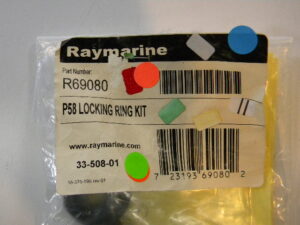 Raymarine
Part Number:
R69080
P58 LOCKING RING KIT
www.raymarine.com
33-508-01
7 23193 69080 2